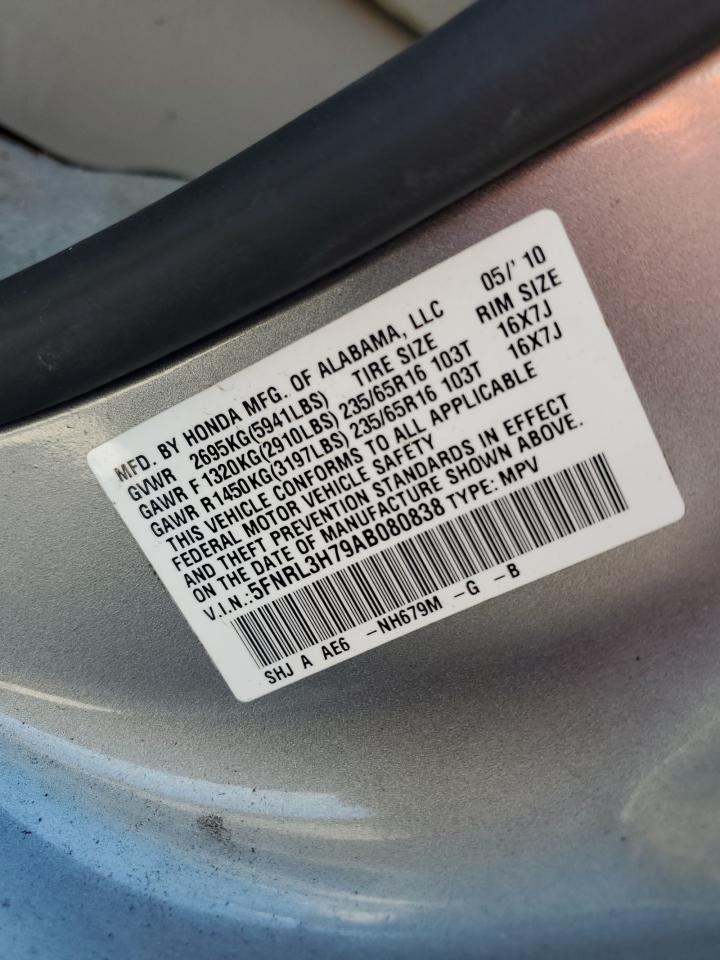 MFD. BY HONDA MFG. OF ALABAMA, LLC 05/' 10
GVWR 2695KG(5941LBS) TIRE SIZE RIM SIZE
GAWR F 1320KG(2910LBS) 235/65R16 103T 16X7J
GAWR R1450KG(3197LBS) 235/65R16 103T 16X7J
THIS VEHICLE CONFORMS TO ALL APPLICABLE
FEDERAL MOTOR VEHICLE SAFETY
AND THEFT PREVENTION STANDARDS IN EFFECT
ON THE DATE OF MANUFACTURE SHOWN ABOVE.
V.I.N.:5FNRL3H79AB080838 TYPE: MPV
SHJ A AE6 -NH679M -G -B